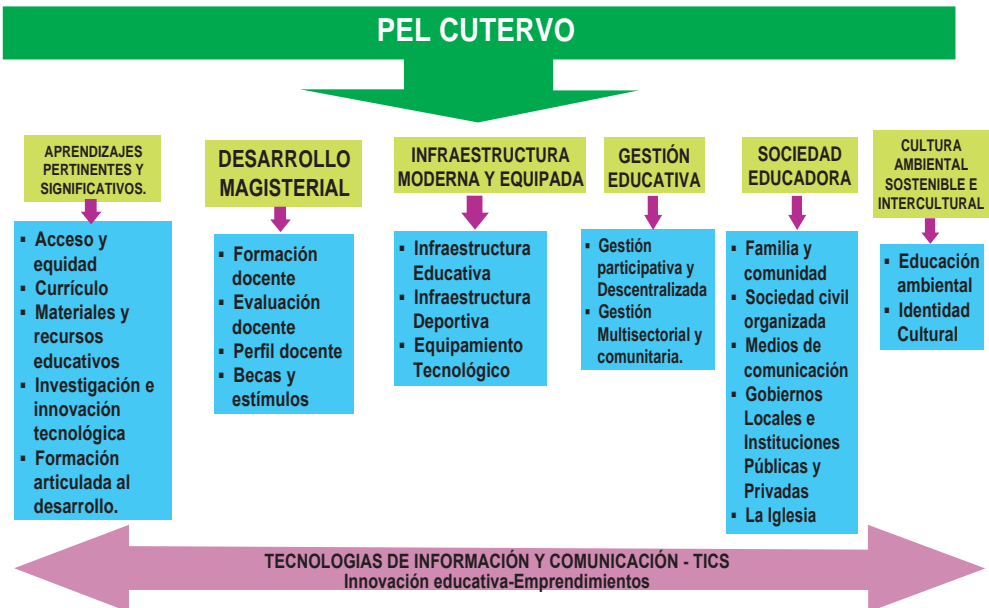 PEL CUTERVO
APRENDIZAJES
PERTINENTES Y
SIGNIFICATIVOS.
▪ Acceso y
equidad
▪ Currículo
▪ Materiales y
recursos
educativos
▪ Investigación e
innovación
tecnológica
▪ Formación
articulada al
desarrollo.
DESARROLLO
MAGISTERIAL
▪ Formación
docente
▪ Evaluación
docente
▪ Perfil docente
▪ Becas y
estímulos
INFRAESTRUCTURA
MODERNA Y EQUIPADA
▪ Infraestructura
Educativa
▪ Infraestructura
Deportiva
▪ Equipamiento
Tecnológico
GESTIÓN
EDUCATIVA
▪ Gestión
participativa y
Descentralizada
▪ Gestión
Multisectorial y
comunitaria.
SOCIEDAD
EDUCADORA
▪ Familia y
comunidad
▪ Sociedad civil
organizada
▪ Medios de
comunicación
▪ Gobiernos
Locales e
Instituciones
Públicas y
Privadas
▪ La Iglesia
CULTURA
AMBIENTAL
SOSTENIBLE E
INTERCULTURAL
▪ Educación
ambiental
▪ Identidad
Cultural
TECNOLOGIAS DE INFORMACIÓN Y COMUNICACIÓN - TICS
Innovación educativa-Emprendimientos